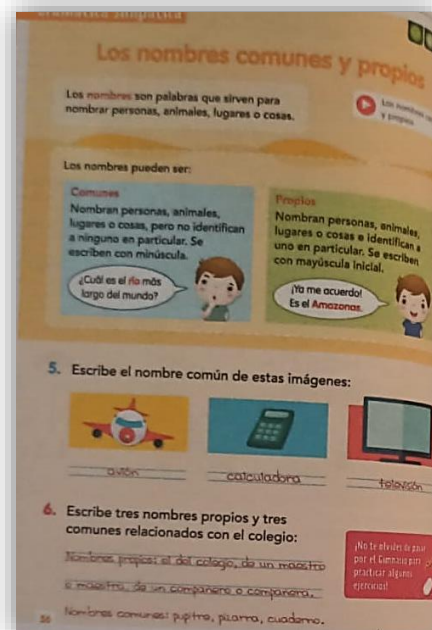 Gramática simpática
Los nombres comunes y propios
Los nombres son palabras que sirven para
nombrar personas, animales, lugares o cosas.
Los nombres
y propios
Los nombres pueden ser:
Comunes
Nombran personas, animales,
lugares o cosas, pero no identifican
a ninguno en particular. Se
escriben con minúscula.
¿Cuál es el río más
largo del mundo?
Propios
Nombran personas, animales,
lugares o cosas e identifican a
uno en particular. Se escriben
con mayúscula inicial.
¡Ya me acuerdo!
Es el Amazonas.
5. Escribe el nombre común de estas imágenes:
avión
calculadora
televisión
6. Escribe tres nombres propios y tres
comunes relacionados con el colegio:
Nombres propios: el del colegio, de un maestro
o maestra, de un compañero o compañera.
Nombres comunes: pupitre, pizarra, cuaderno.
¡No te olvides de pasar
por el Gimnasio para
practicar algunos
ejercicios!
56